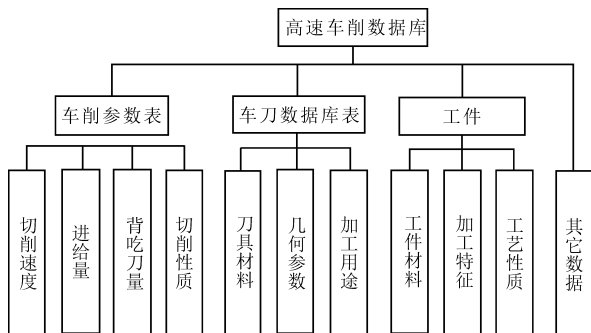 高速车削数据库
车削参数表
车刀数据库表
工件
切削速度
进给量
背吃刀量
切削性质
刀具材料
几何参数
加工用途
工件材料
加工特征
工艺性质
其它数据